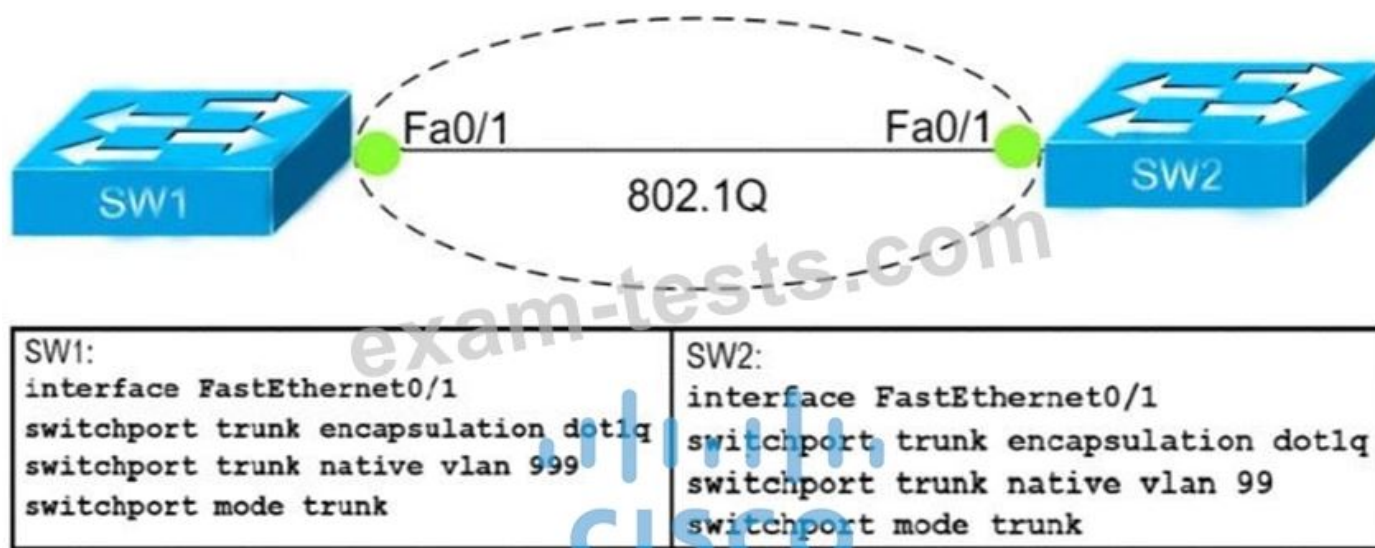 Fa0/1
Fa0/1
SW1
802.1Q
SW2
exam-tests.com
SW1:
interface FastEthernet0/1
switchport trunk encapsulation dot1q
switchport trunk native vlan 999
switchport mode trunk
SW2:
interface FastEthernet0/1
switchport trunk encapsulation dot1q
switchport trunk native vlan 99
switchport mode trunk
CISCO